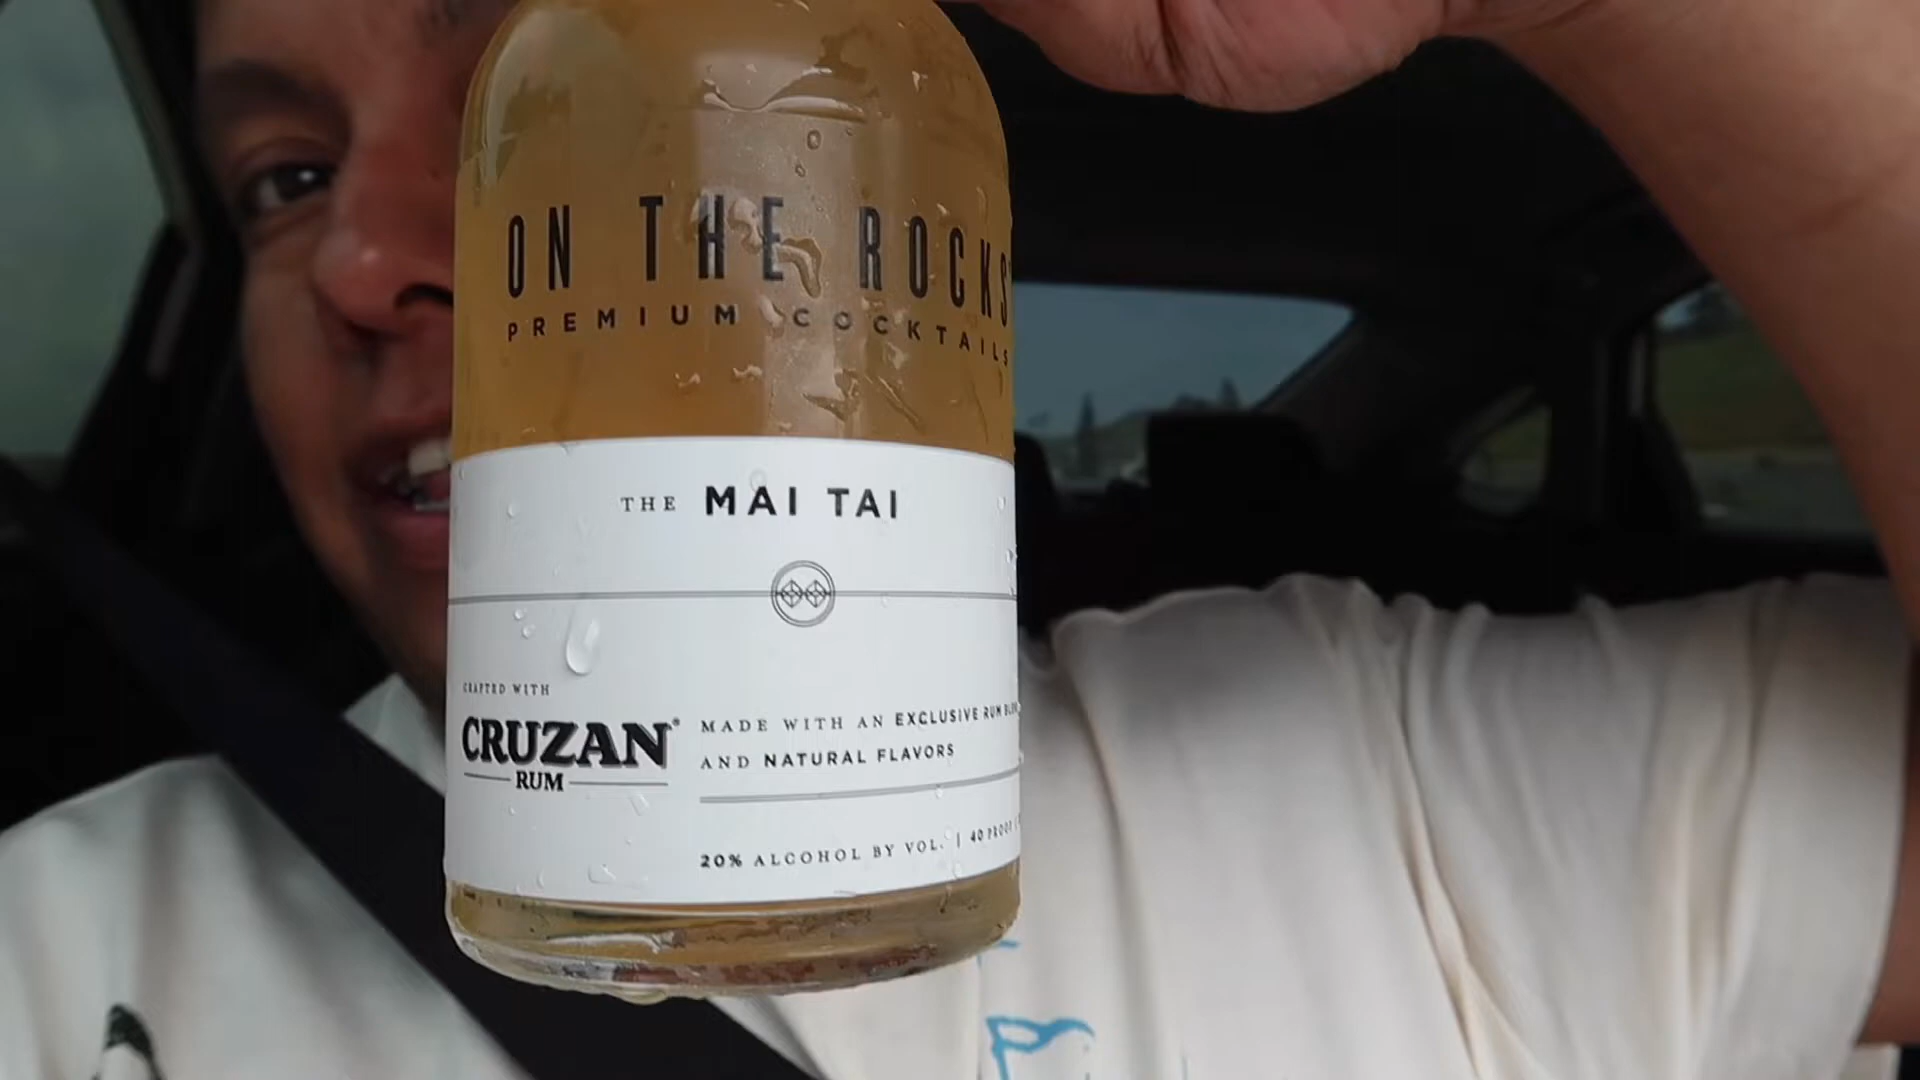 ON THE ROCKS
PREMIUM COCKTAILS
THE MAI TAI
CRAFTED WITH
CRUZAN®
RUM
MADE WITH AN EXCLUSIVE RUM
AND NATURAL FLAVORS
20% ALCOHOL BY VOL. | 40 PROOF